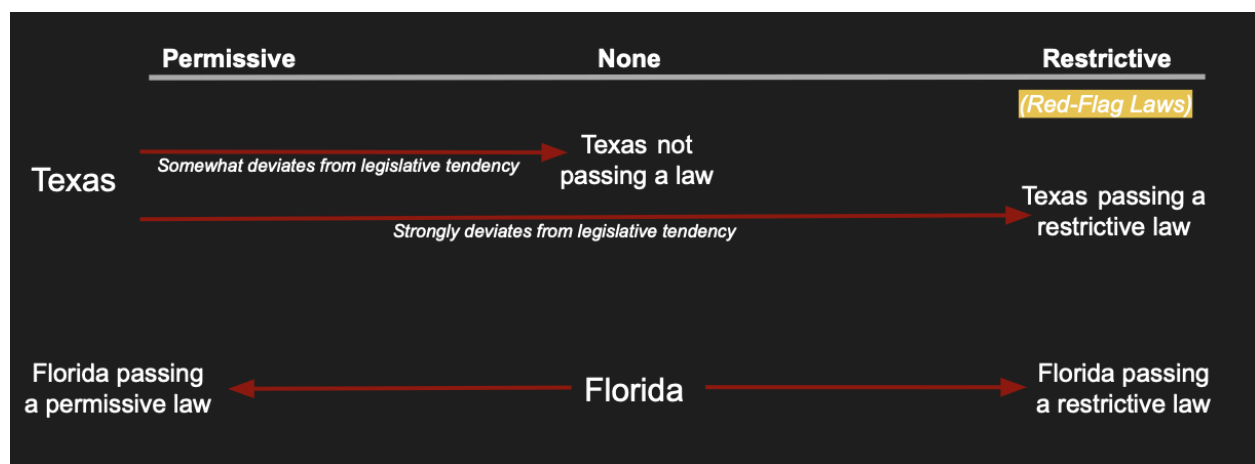 Permissive None Restrictive
(Red-Flag Laws)
Texas
Somewhat deviates from legislative tendency
Texas not
passing a law
Strongly deviates from legislative tendency
Texas passing a
restrictive law
Florida passing
a permissive law
Florida
Florida passing
a restrictive law